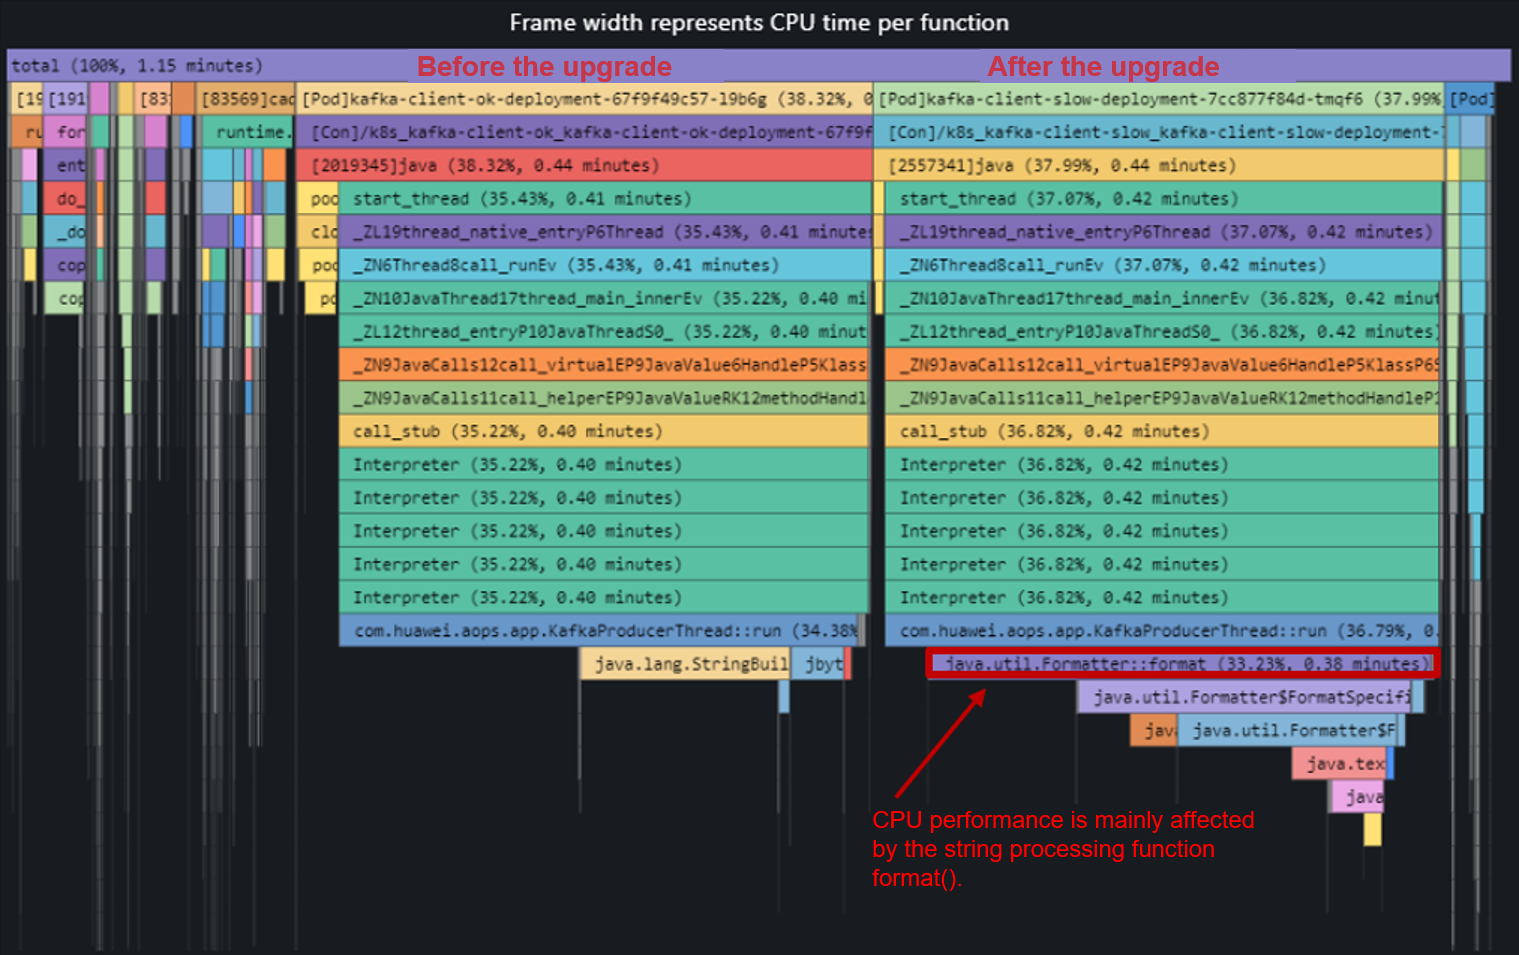 Frame width represents CPU time per function
total (100%, 1.15 minutes)
Before the upgrade
After the upgrade
[19 [191 [83 [83569]cad [Pod]kafka-client-ok-deployment-67f9f49c57-l9b6g (38.32%, 0 [Pod]kafka-client-slow-deployment-7cc877f84d-tmqf6 (37.99% [Pod]
ru for runtime. [Con]/k8s_kafka-client-ok_kafka-client-ok-deployment-67f9f [Con]/k8s_kafka-client-slow_kafka-client-slow-deployment-
ent [2019345]java (38.32%, 0.44 minutes) [2557341]java (37.99%, 0.44 minutes)
do_ poo start_thread (35.43%, 0.41 minutes) start_thread (37.07%, 0.42 minutes)
_do clo _ZL19thread_native_entryP6Thread (35.43%, 0.41 minutes _ZL19thread_native_entryP6Thread (37.07%, 0.42 minutes)
cop poo _ZN6Thread8call_runEv (35.43%, 0.41 minutes) _ZN6Thread8call_runEv (37.07%, 0.42 minutes)
cop po _ZN10JavaThread17thread_main_innerEv (35.22%, 0.40 mi _ZN10JavaThread17thread_main_innerEv (36.82%, 0.42 minut
_ZL12thread_entryP10JavaThreadS0_ (35.22%, 0.40 minut _ZL12thread_entryP10JavaThreadS0_ (36.82%, 0.42 minutes)
_ZN9JavaCalls12call_virtualEP9JavaValue6HandleP5Klass _ZN9JavaCalls12call_virtualEP9JavaValue6HandleP5KlassP6S
_ZN9JavaCalls11call_helperEP9JavaValueRK12methodHandl _ZN9JavaCalls11call_helperEP9JavaValueRK12methodHandleP1
call_stub (35.22%, 0.40 minutes) call_stub (36.82%, 0.42 minutes)
Interpreter (35.22%, 0.40 minutes) Interpreter (36.82%, 0.42 minutes)
Interpreter (35.22%, 0.40 minutes) Interpreter (36.82%, 0.42 minutes)
Interpreter (35.22%, 0.40 minutes) Interpreter (36.82%, 0.42 minutes)
Interpreter (35.22%, 0.40 minutes) Interpreter (36.82%, 0.42 minutes)
Interpreter (35.22%, 0.40 minutes) Interpreter (36.82%, 0.42 minutes)
com.huawei.aops.app.KafkaProducerThread::run (34.38% com.huawei.aops.app.KafkaProducerThread::run (36.79%, 0.
java.lang.StringBuil jbyt java.util.Formatter::format (33.23%, 0.38 minutes)
java.util.Formatter$FormatSpecifi
java java.util.Formatter$F
java.tex
java
CPU performance is mainly affected
by the string processing function
format().